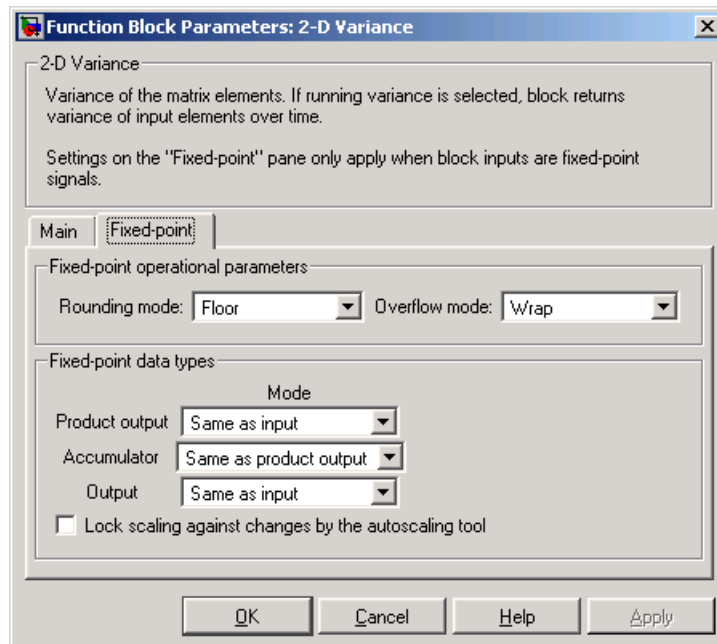 Function Block Parameters: 2-D Variance
2-D Variance
Variance of the matrix elements. If running variance is selected, block returns
variance of input elements over time.
Settings on the "Fixed-point" pane only apply when block inputs are fixed-point
signals.
Main Fixed-point
Fixed-point operational parameters
Rounding mode: Floor Overflow mode: Wrap
Fixed-point data types
Mode
Product output Same as input
Accumulator Same as product output
Output Same as input
Lock scaling against changes by the autoscaling tool
OK Cancel Help Apply